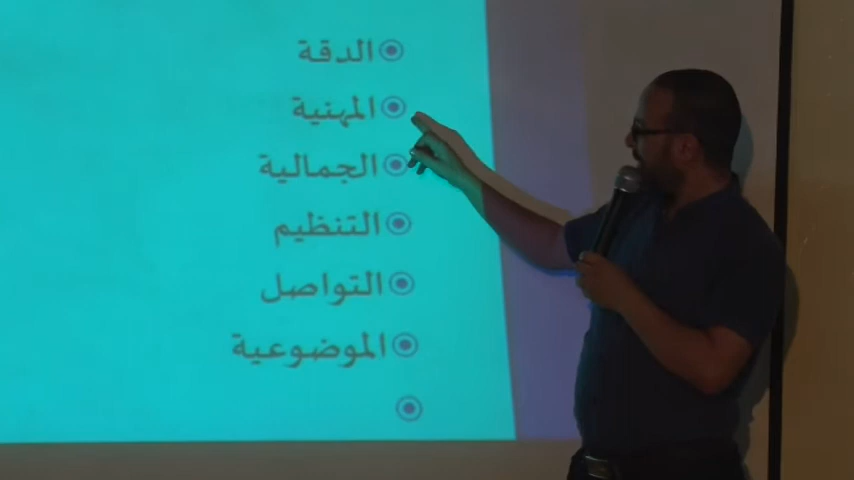 الدقة
المهنية
الجمالية
التنظيم
التواصل
الموضوعية